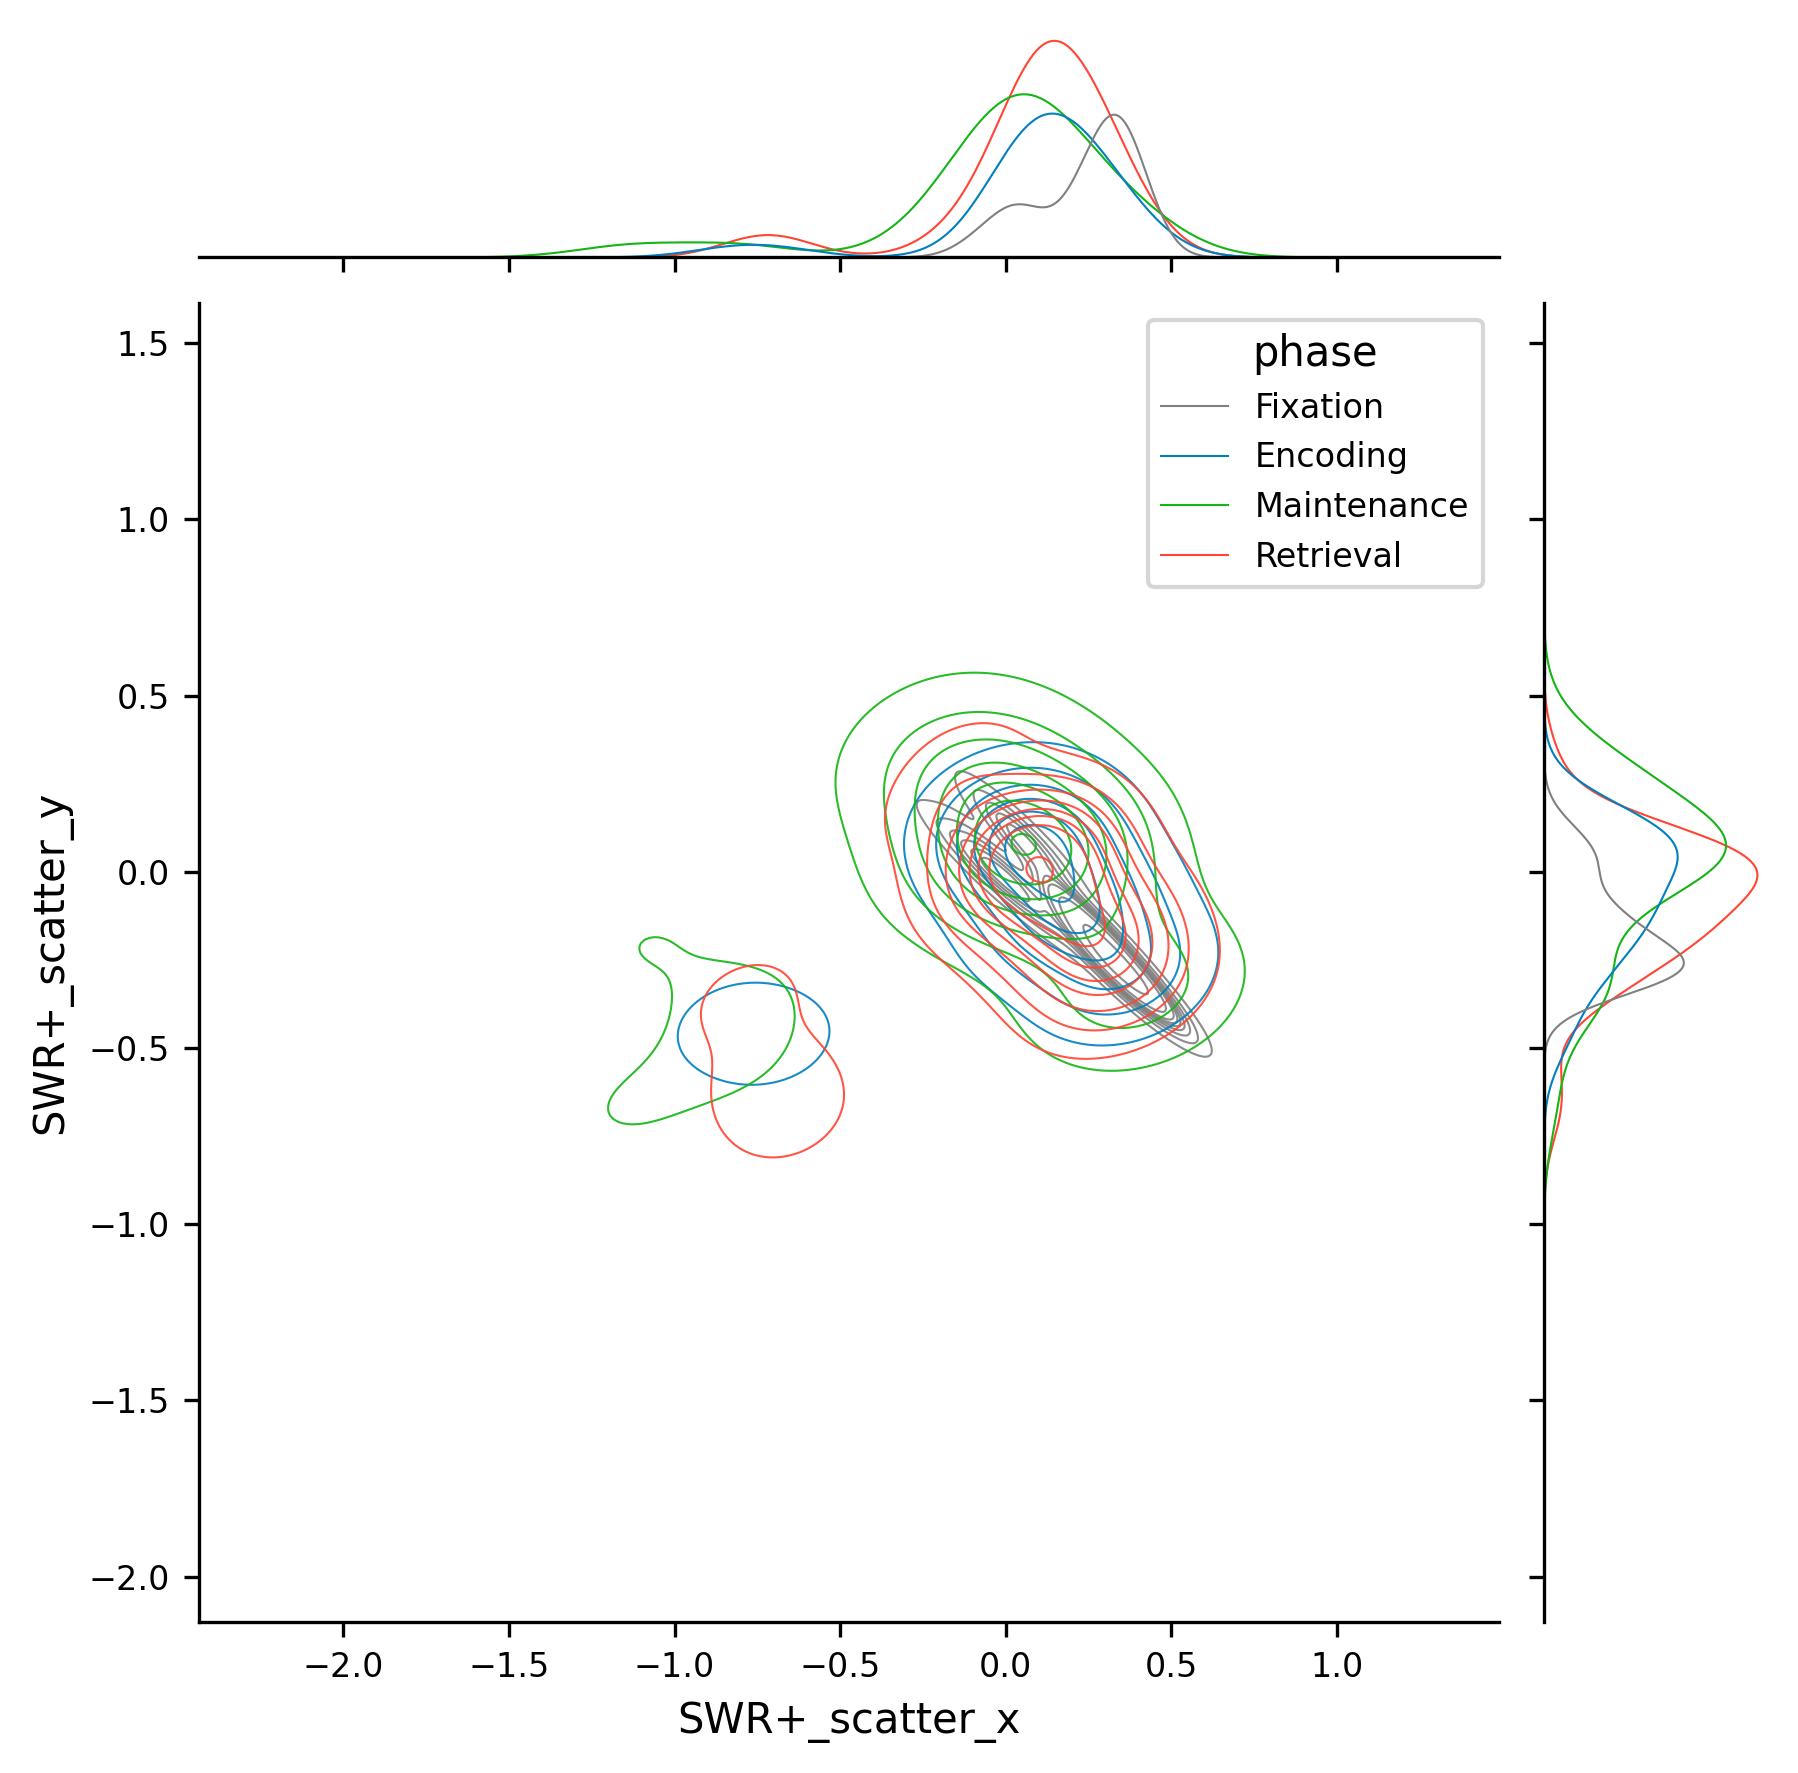 phase
Fixation
Encoding
Maintenance
Retrieval
1.5
1.0
0.5
0.0
−0.5
−1.0
−1.5
−2.0
SWR+_scatter_y
−2.0 −1.5 −1.0 −0.5 0.0 0.5 1.0
SWR+_scatter_x